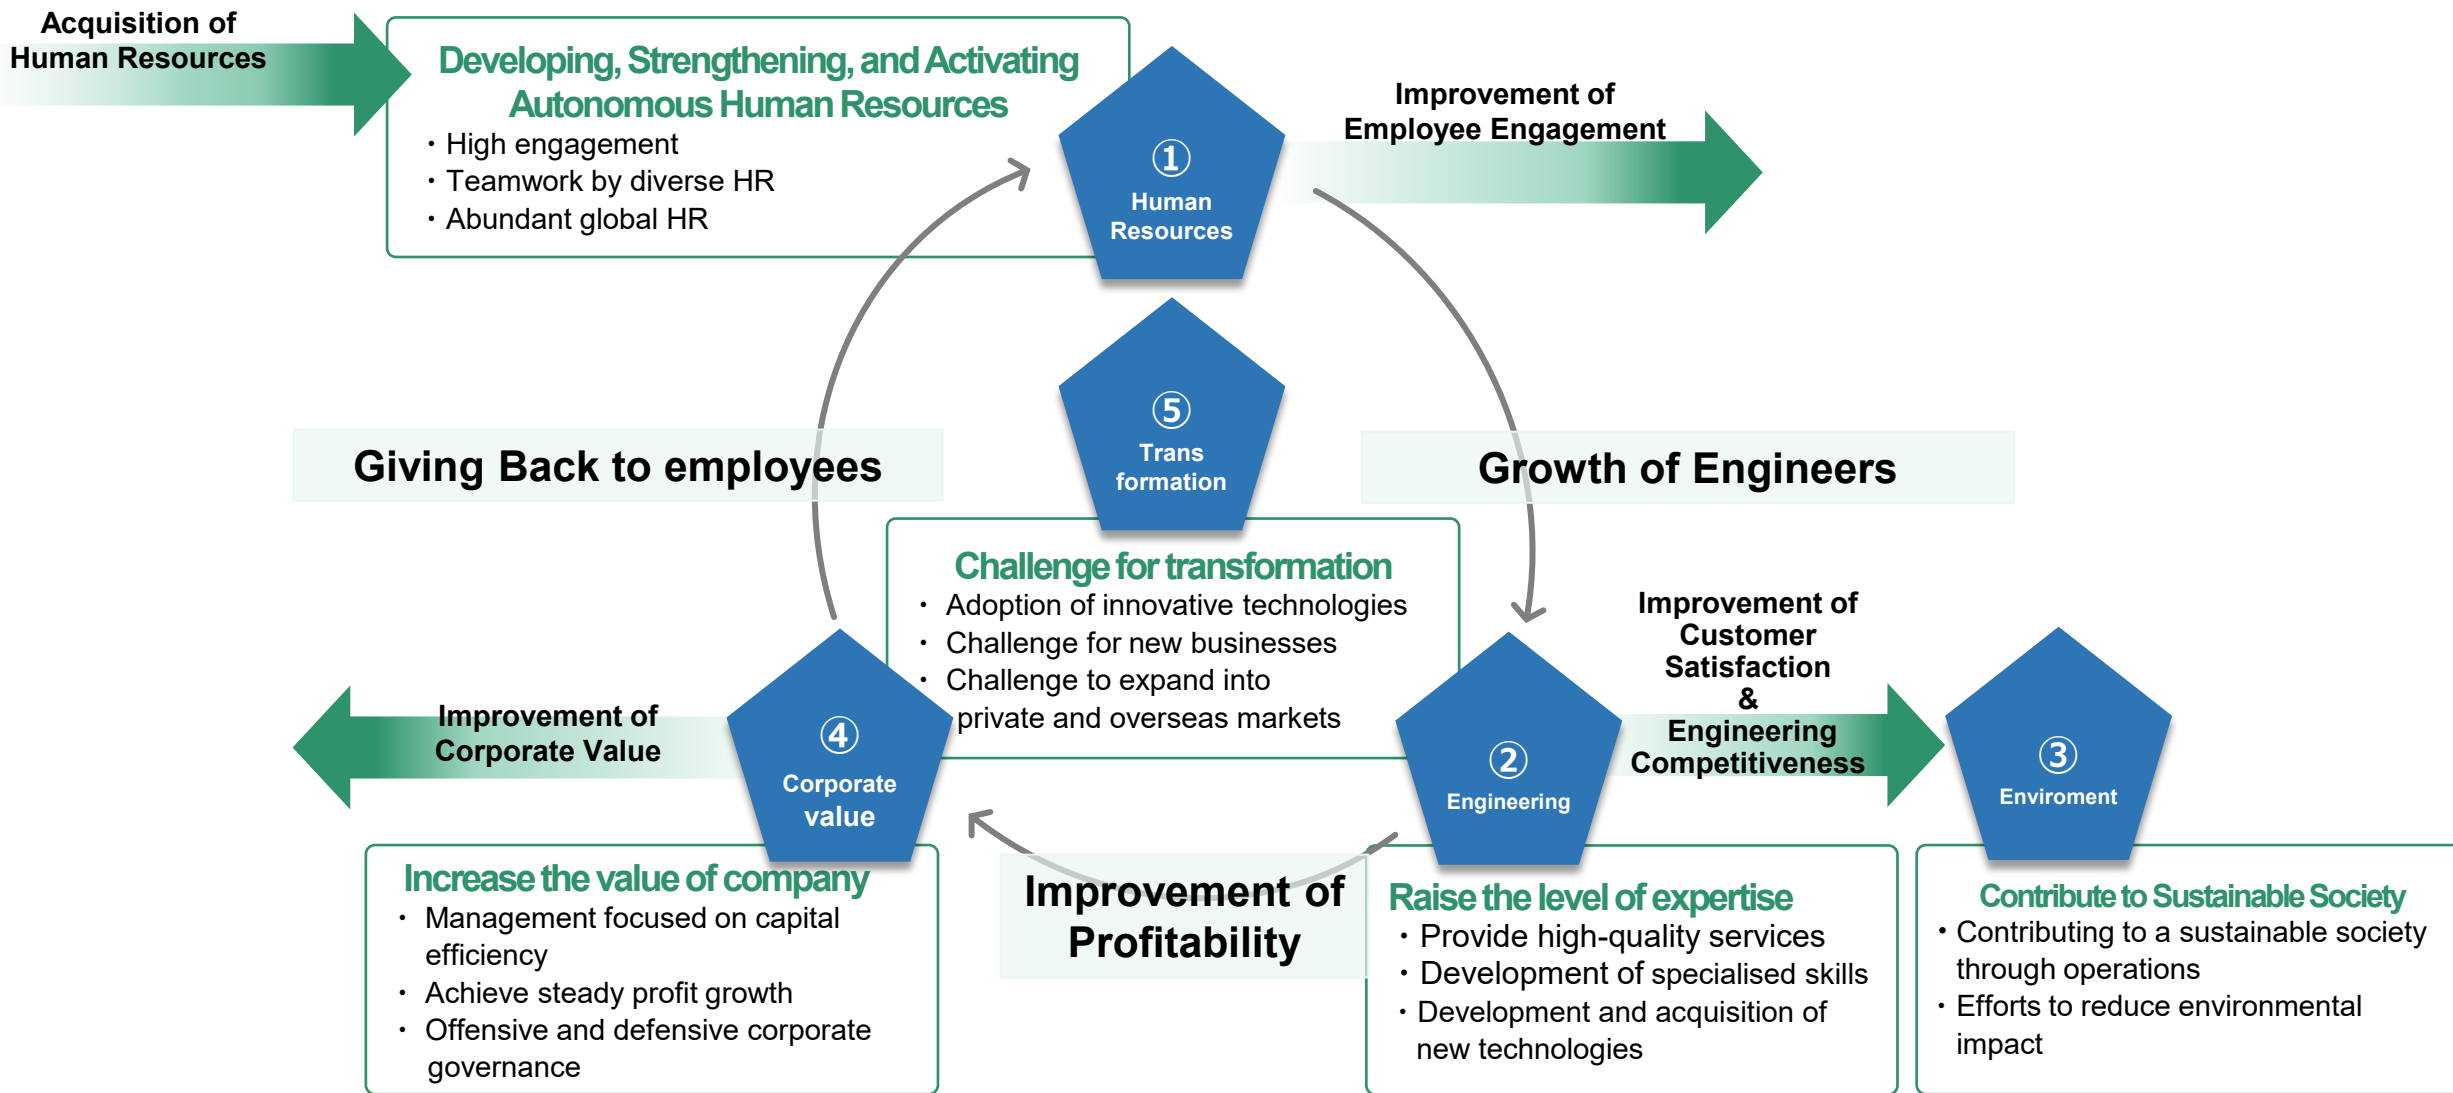 Acquisition of
Human Resources
Developing, Strengthening, and Activating
Autonomous Human Resources
・High engagement
・Teamwork by diverse HR
・Abundant global HR
①
Human
Resources
Improvement of
Employee Engagement
⑤
Trans
formation
Giving Back to employees
Growth of Engineers
Challenge for transformation
・ Adoption of innovative technologies
・ Challenge for new businesses
・ Challenge to expand into
private and overseas markets
Improvement of
Corporate Value
④
Corporate
value
②
Engineering
Improvement of
Customer
Satisfaction
&
Engineering
Competitiveness
③
Enviroment
Increase the value of company
・ Management focused on capital
efficiency
・ Achieve steady profit growth
・ Offensive and defensive corporate
governance
Improvement of
Profitability
Raise the level of expertise
・Provide high-quality services
・Development of specialised skills
・Development and acquisition of
new technologies
Contribute to Sustainable Society
・Contributing to a sustainable society
through operations
・Efforts to reduce environmental
impact